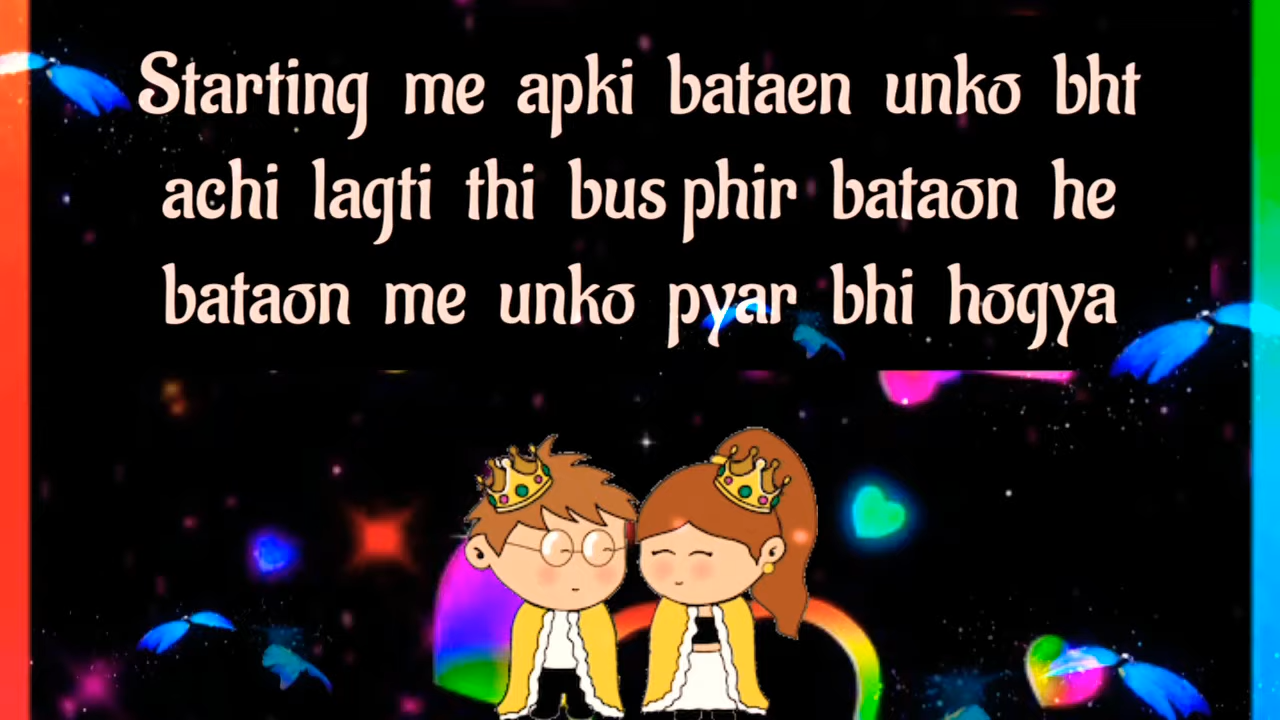 Starting me apki bataen unko bht
achi lagti thi bus phir bataon he
bataon me unko pyar bhi hogya